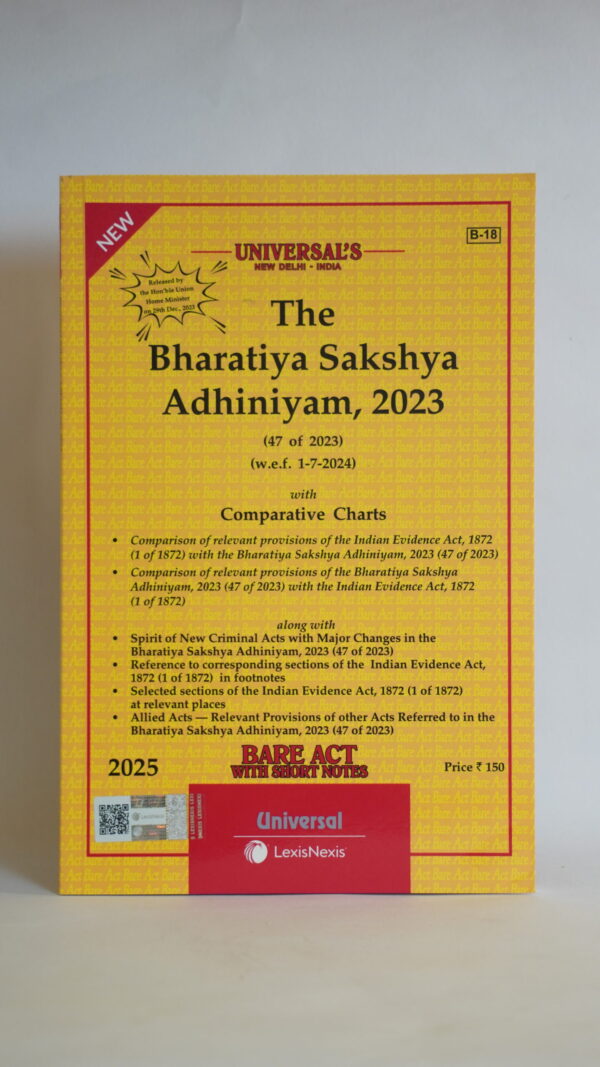 NEW
B-18
UNIVERSAL'S
NEW DELHI - INDIA
Released by
the Hon'ble Union
Home Minister
on 29th Dec., 2023
The
Bharatiya Sakshya
Adhiniyam, 2023
(47 of 2023)
(w.e.f. 1-7-2024)
with
Comparative Charts
• Comparison of relevant provisions of the Indian Evidence Act, 1872
(1 of 1872) with the Bharatiya Sakshya Adhiniyam, 2023 (47 of 2023)
• Comparison of relevant provisions of the Bharatiya Sakshya
Adhiniyam, 2023 (47 of 2023) with the Indian Evidence Act, 1872
(1 of 1872)
along with
• Spirit of New Criminal Acts with Major Changes in the
Bharatiya Sakshya Adhiniyam, 2023 (47 of 2023)
• Reference to corresponding sections of the Indian Evidence Act,
1872 (1 of 1872) in footnotes
• Selected sections of the Indian Evidence Act, 1872 (1 of 1872)
at relevant places
• Allied Acts — Relevant Provisions of other Acts Referred to in the
Bharatiya Sakshya Adhiniyam, 2023 (47 of 2023)
2025
BARE ACT
WITH SHORT NOTES
Price ₹ 150
LexisNexis
Universal
LexisNexis